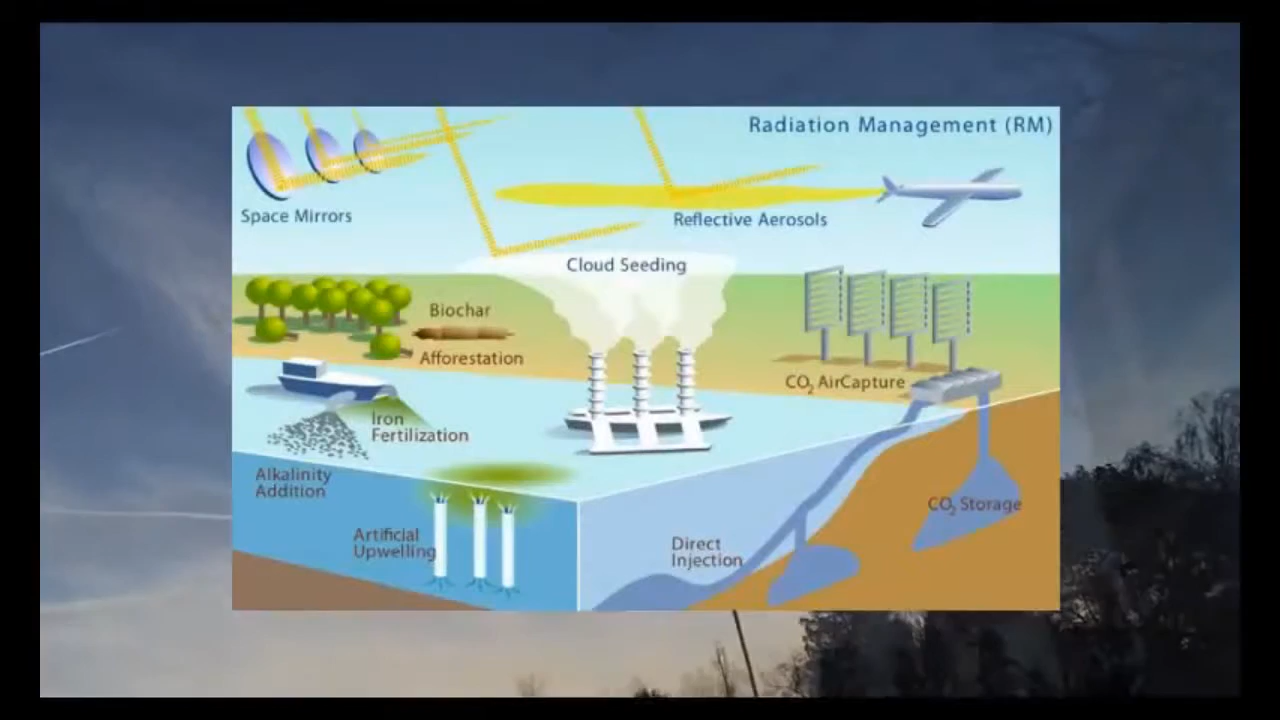 Radiation Management (RM)
Space Mirrors
Reflective Aerosols
Cloud Seeding
Biochar
Afforestation
CO₂ AirCapture
Iron
Fertilization
Alkalinity
Addition
CO₂ Storage
Artificial
Upwelling
Direct
Injection